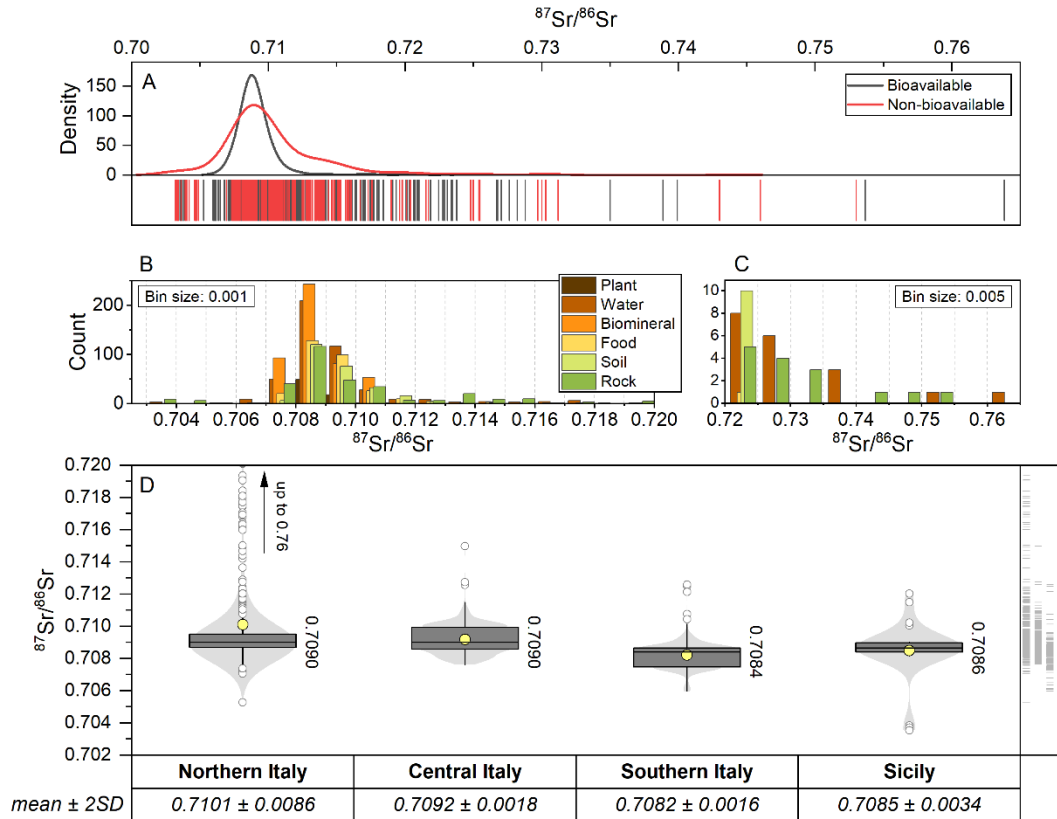 ⁸⁷Sr/⁸⁶Sr
0.70 0.71 0.72 0.73 0.74 0.75 0.76
A
Bioavailable
Non-bioavailable
Density
150
100
50
0
B
Bin size: 0.001
Count
200
100
0
Plant
Water
Biomineral
Food
Soil
Rock
0.704 0.706 0.708 0.710 0.712 0.714 0.716 0.718 0.720
⁸⁷Sr/⁸⁶Sr
C
Bin size: 0.005
10
8
6
4
2
0
0.72 0.73 0.74 0.75 0.76
⁸⁷Sr/⁸⁶Sr
D
⁸⁷Sr/⁸⁶Sr
0.720
0.718
0.716
0.714
0.712
0.710
0.708
0.706
0.704
0.702
up to 0.76
0.7090
0.7090
0.7084
0.7086
Northern Italy Central Italy Southern Italy Sicily
mean ± 2SD 0.7101 ± 0.0086 0.7092 ± 0.0018 0.7082 ± 0.0016 0.7085 ± 0.0034